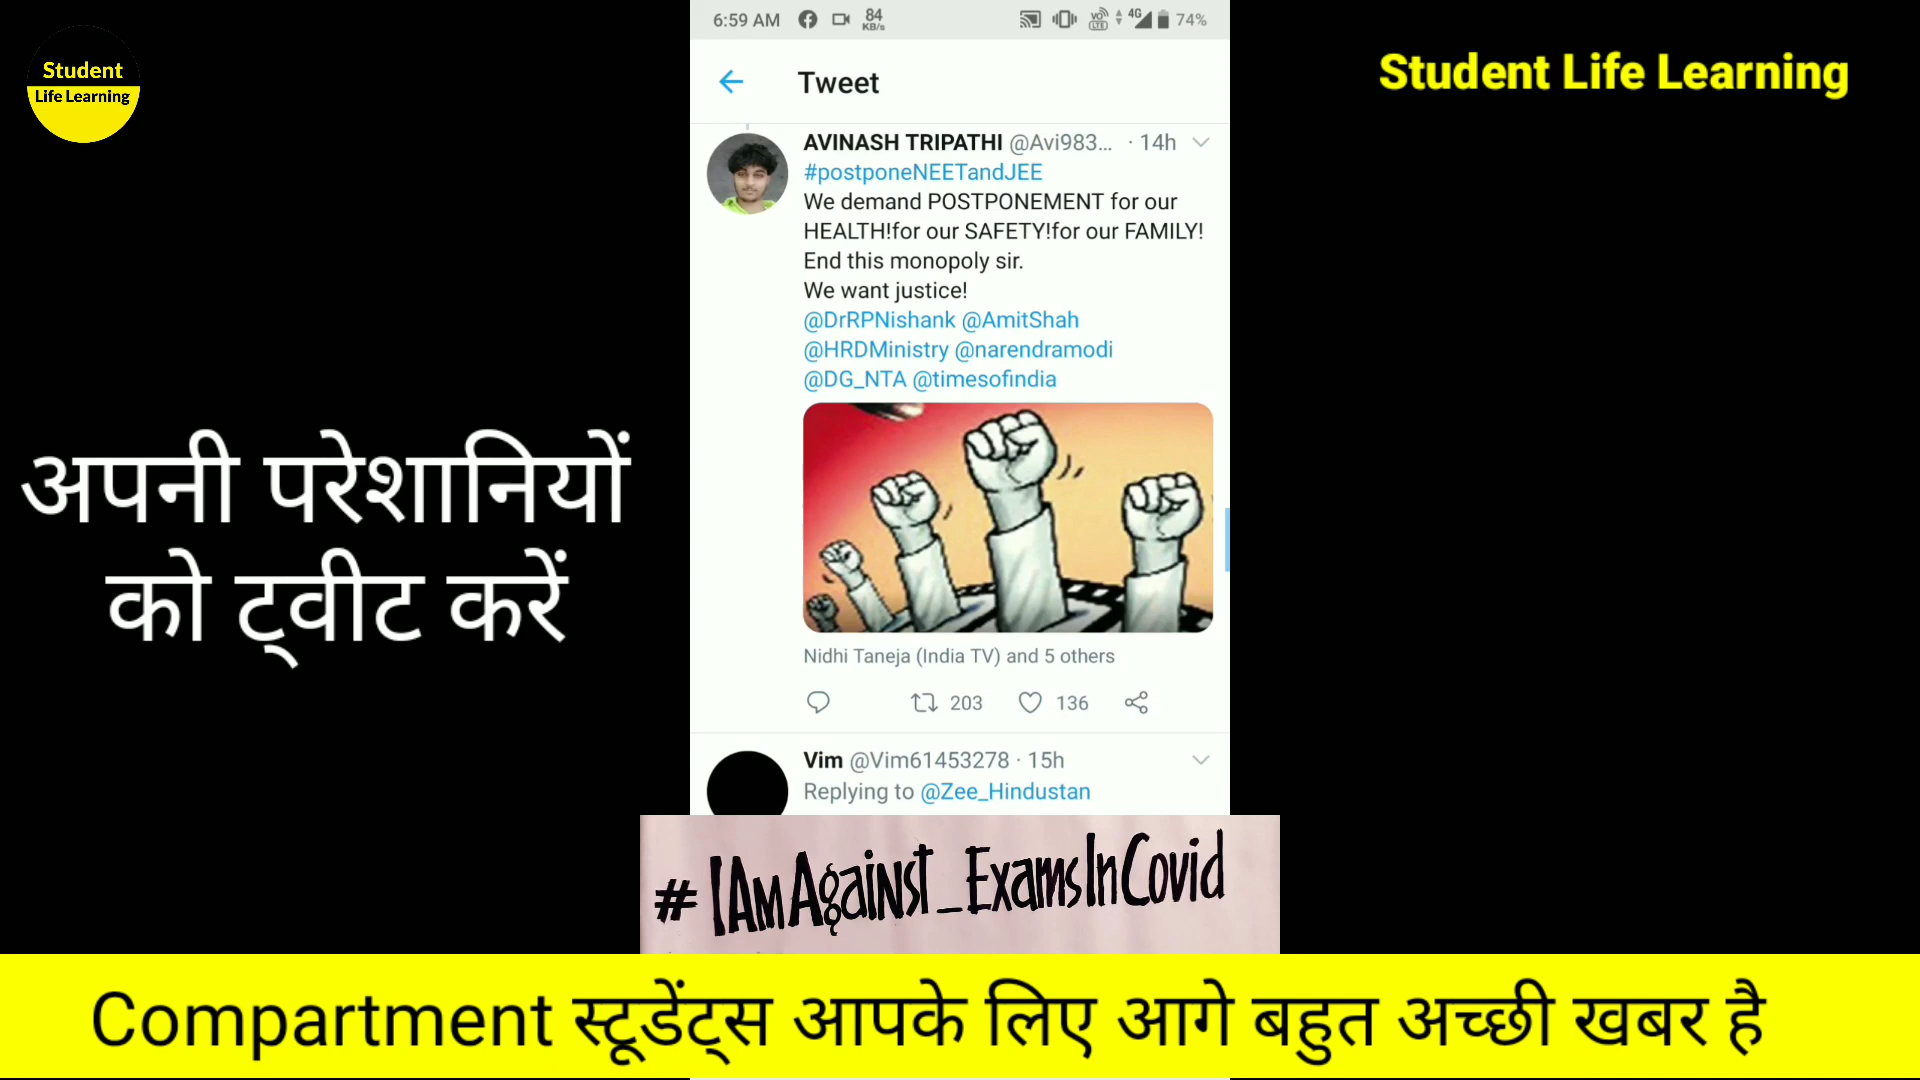 Student
Life Learning
Student Life Learning
6:59 AM 84 KB/s VO LTE 4G 74%
Tweet
AVINASH TRIPATHI @Avi983... · 14h
#postponeNEETandJEE
We demand POSTPONEMENT for our
HEALTH!for our SAFETY!for our FAMILY!
End this monopoly sir.
We want justice!
@DrRPNishank @AmitShah
@HRDMinistry @narendramodi
@DG_NTA @timesofindia
Nidhi Taneja (India TV) and 5 others
203 136
Vim @Vim61453278 · 15h
Replying to @Zee_Hindustan
अपनी परेशानियों
को ट्वीट करें
# IAmAgainst_ExamsInCovid
Compartment स्टूडेंट्स आपके लिए आगे बहुत अच्छी खबर है